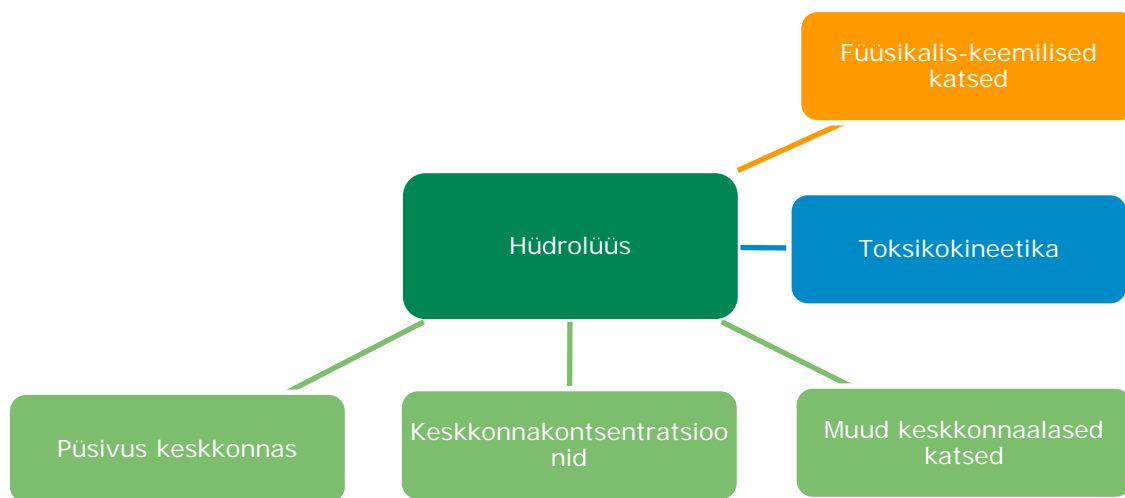 Füüsikalis-keemilised
katsed
Hüdrolüüs
Toksikokineetika
Püsivus keskkonnas
Keskkonnakontsentratsioo
nid
Muud keskkonnaalased
katsed